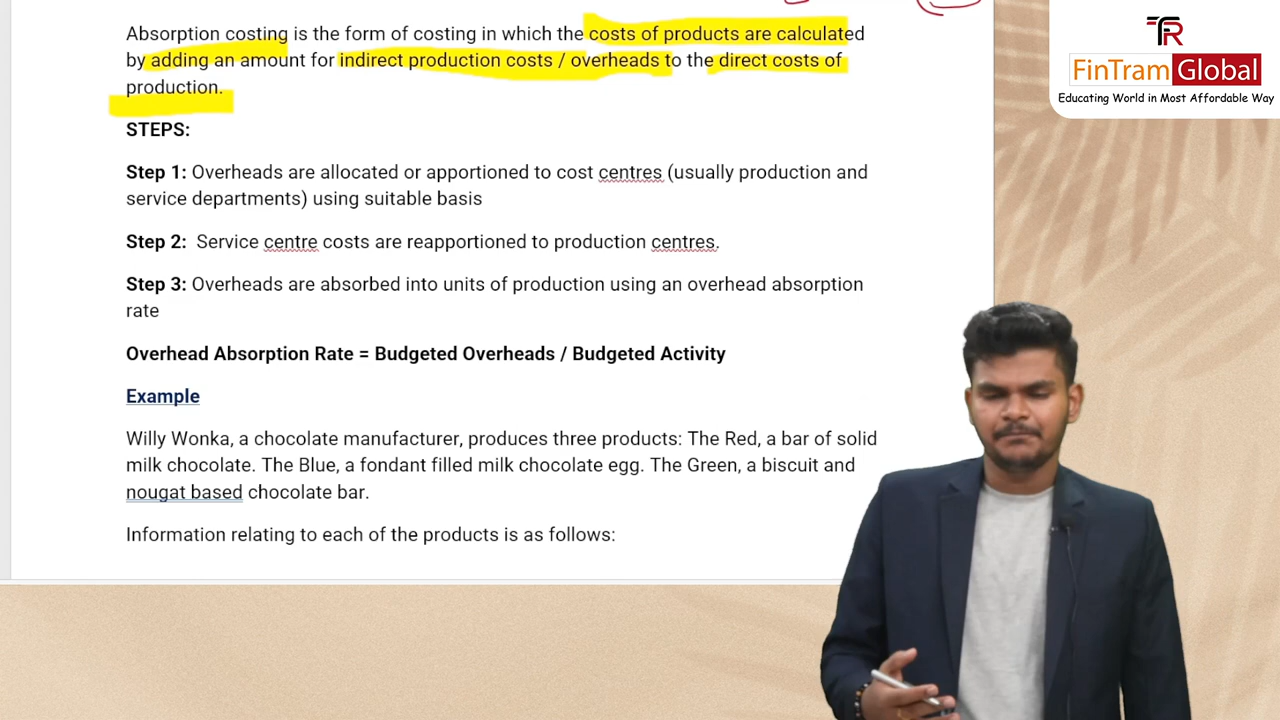 Absorption costing is the form of costing in which the costs of products are calculated
by adding an amount for indirect production costs / overheads to the direct costs of
production.
STEPS:
Step 1: Overheads are allocated or apportioned to cost centres (usually production and
service departments) using suitable basis
Step 2: Service centre costs are reapportioned to production centres.
Step 3: Overheads are absorbed into units of production using an overhead absorption
rate
Overhead Absorption Rate = Budgeted Overheads / Budgeted Activity
Example
Willy Wonka, a chocolate manufacturer, produces three products: The Red, a bar of solid
milk chocolate. The Blue, a fondant filled milk chocolate egg. The Green, a biscuit and
nougat based chocolate bar.
Information relating to each of the products is as follows:
FinTram Global
Educating World in Most Affordable Way